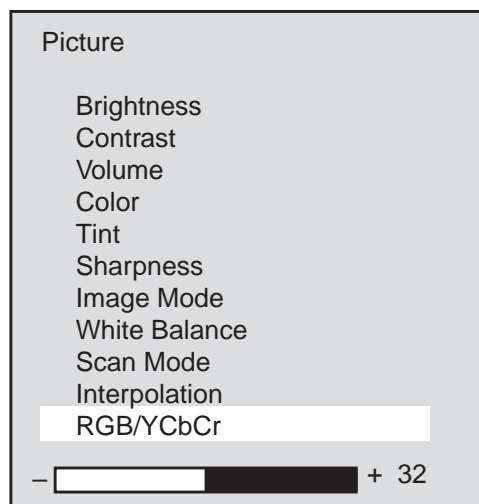 Picture
Brightness
Contrast
Volume
Color
Tint
Sharpness
Image Mode
White Balance
Scan Mode
Interpolation
RGB/YCbCr
– + 32